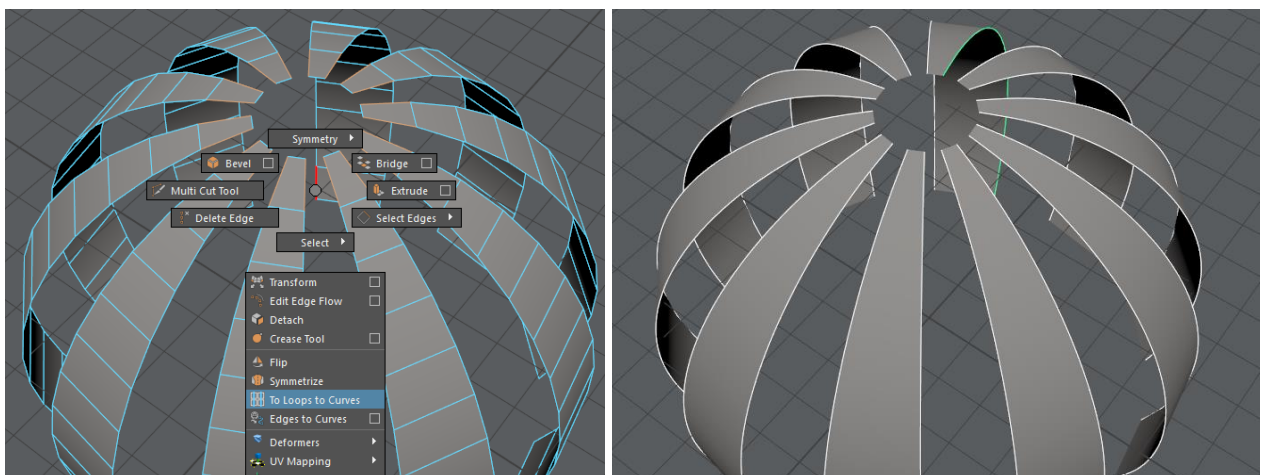 Symmetry
Bevel
Bridge
Multi Cut Tool
Extrude
Delete Edge
Select Edges
Select
Transform
Edit Edge Flow
Detach
Crease Tool
Flip
Symmetrize
To Loops to Curves
Edges to Curves
Deformers
UV Mapping